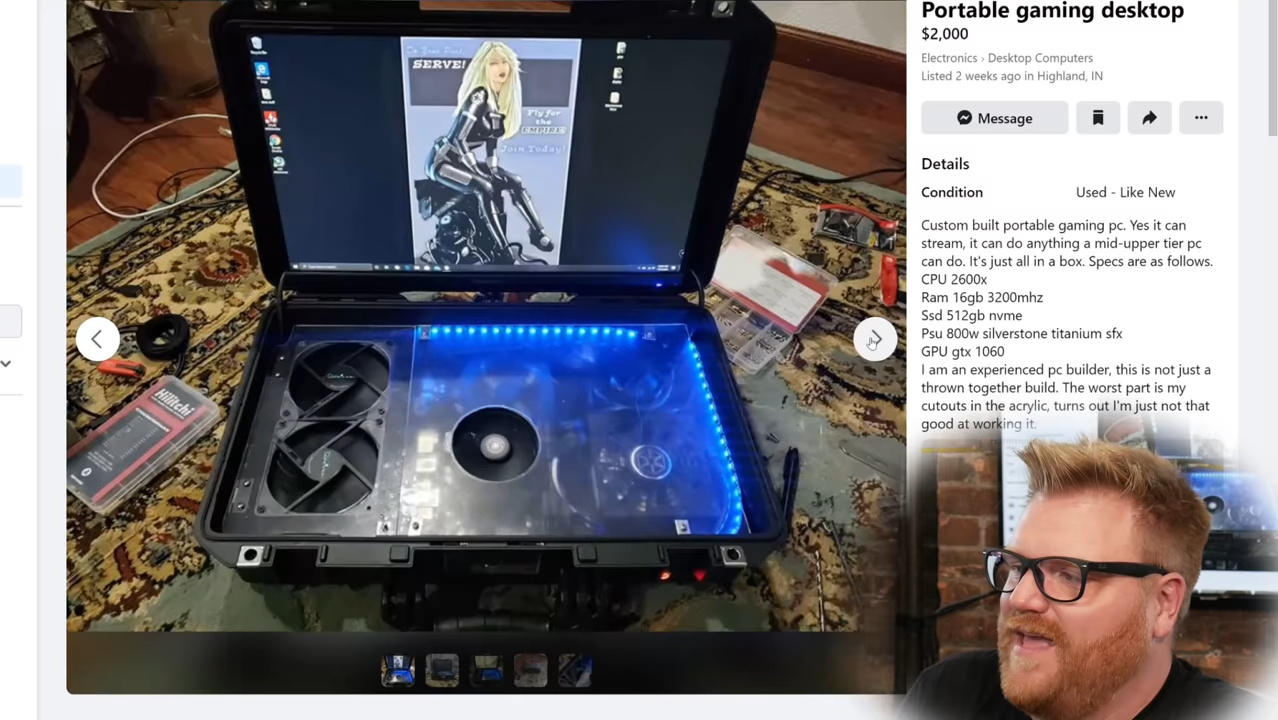 Portable gaming desktop
$2,000
Electronics › Desktop Computers
Listed 2 weeks ago in Highland, IN
Message
Details
Condition Used - Like New
Custom built portable gaming pc. Yes it can
stream, it can do anything a mid-upper tier pc
can do. It's just all in a box. Specs are as follows.
CPU 2600x
Ram 16gb 3200mhz
Ssd 512gb nvme
Psu 800w silverstone titanium sfx
GPU gtx 1060
I am an experienced pc builder, this is not just a
thrown together build. The worst part is my
cutouts in the acrylic, turns out I'm just not that
good at working it.
Do Your Part,
SERVE!
Fly for
the
EMPIRE!
Join Today!
Hilitchi